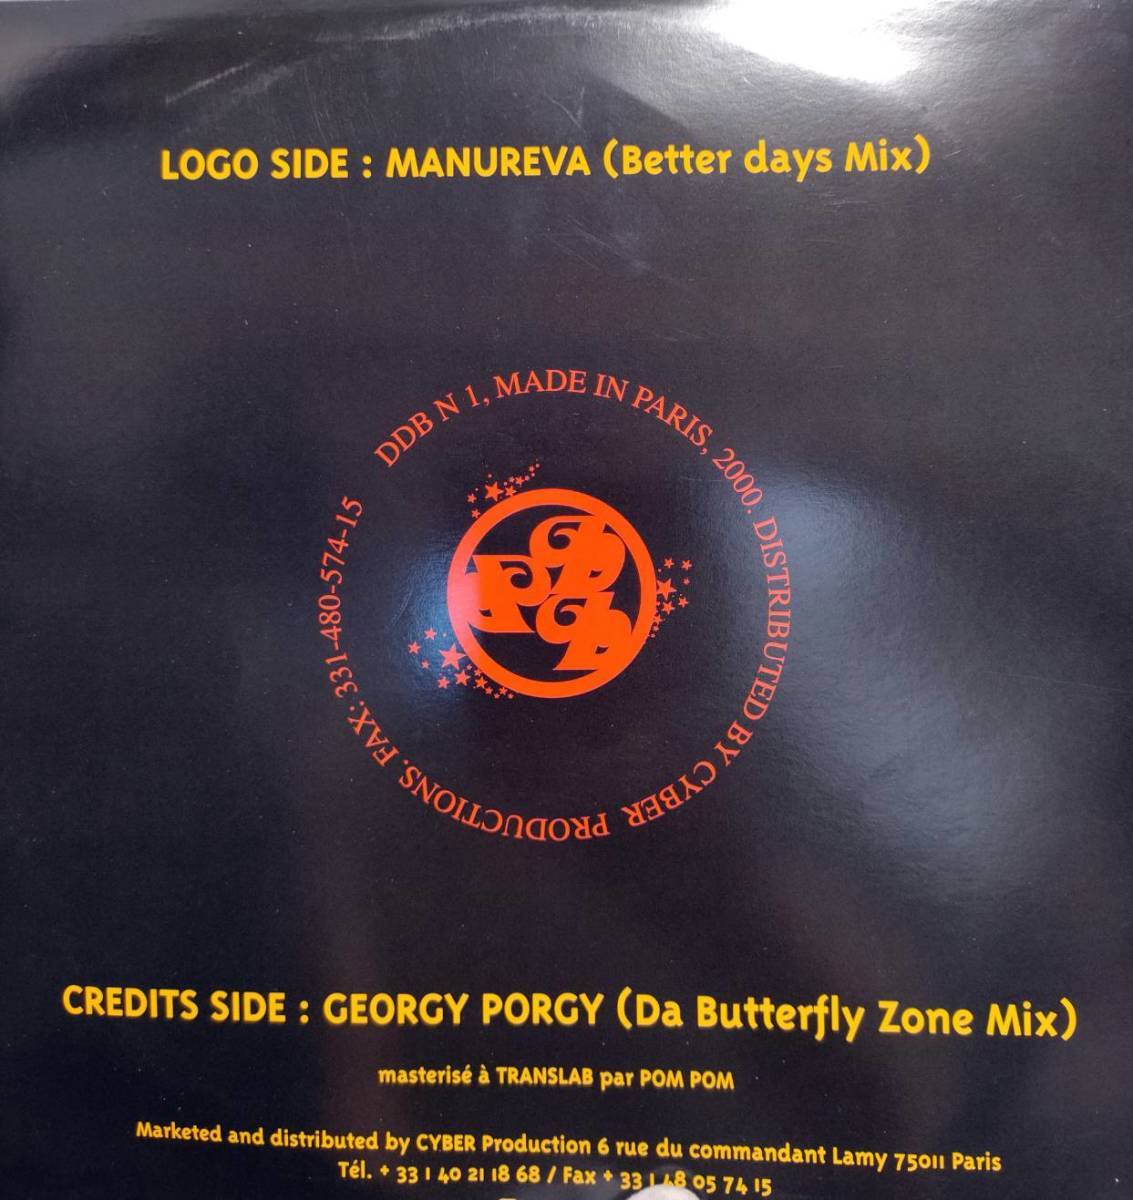 LOGO SIDE : MANUREVA (Better days Mix)
DDB N 1, MADE IN PARIS, 2000. DISTRIBUTED BY CYBER PRODUCTIONS. FAX: 331-480-574-15
CREDITS SIDE : GEORGY PORGY (Da Butterfly Zone Mix)
masterisé à TRANSLAB par POM POM
Marketed and distributed by CYBER Production 6 rue du commandant Lamy 75011 Paris
Tél. + 33 1 40 21 18 68 / Fax + 33 1 48 05 74 15